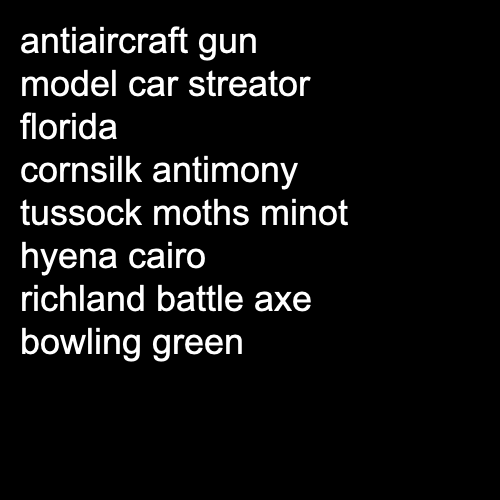 antiaircraft gun
model car streator
florida
cornsilk antimony
tussock moths minot
hyena cairo
richland battle axe
bowling green